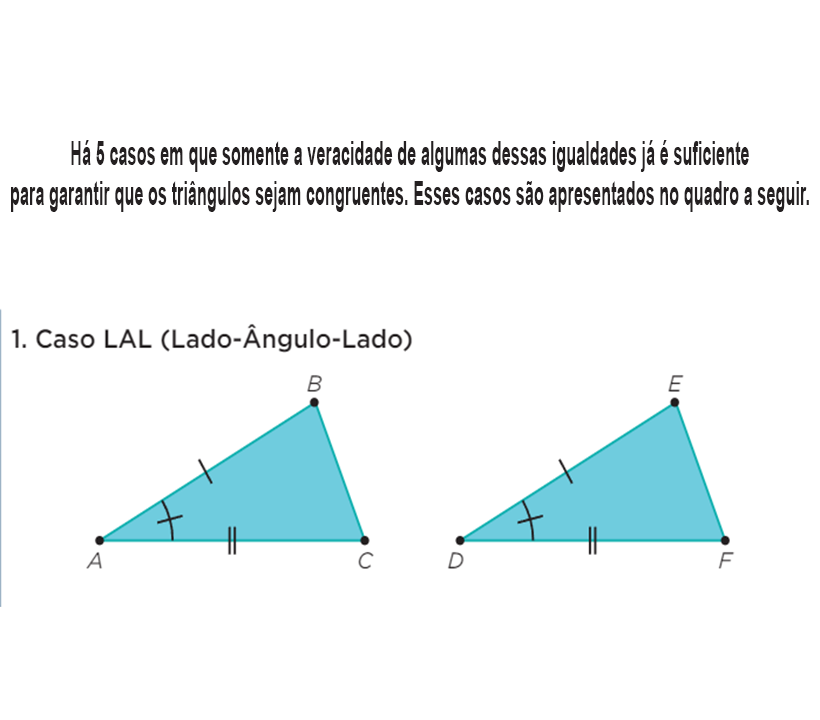 Há 5 casos em que somente a veracidade de algumas dessas igualdades já é suficiente
para garantir que os triângulos sejam congruentes. Esses casos são apresentados no quadro a seguir.
1. Caso LAL (Lado-Ângulo-Lado)
B E
A C D F